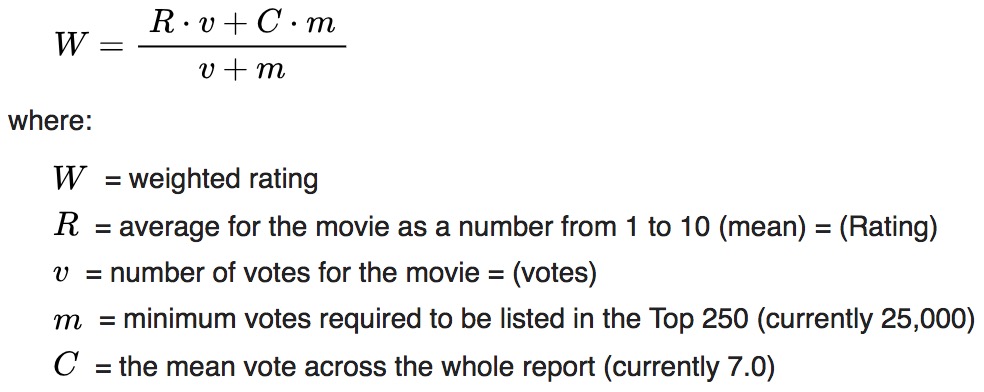 W = \frac{R \cdot v + C \cdot m}{v + m}
where:
W = weighted rating
R = average for the movie as a number from 1 to 10 (mean) = (Rating)
v = number of votes for the movie = (votes)
m = minimum votes required to be listed in the Top 250 (currently 25,000)
C = the mean vote across the whole report (currently 7.0)